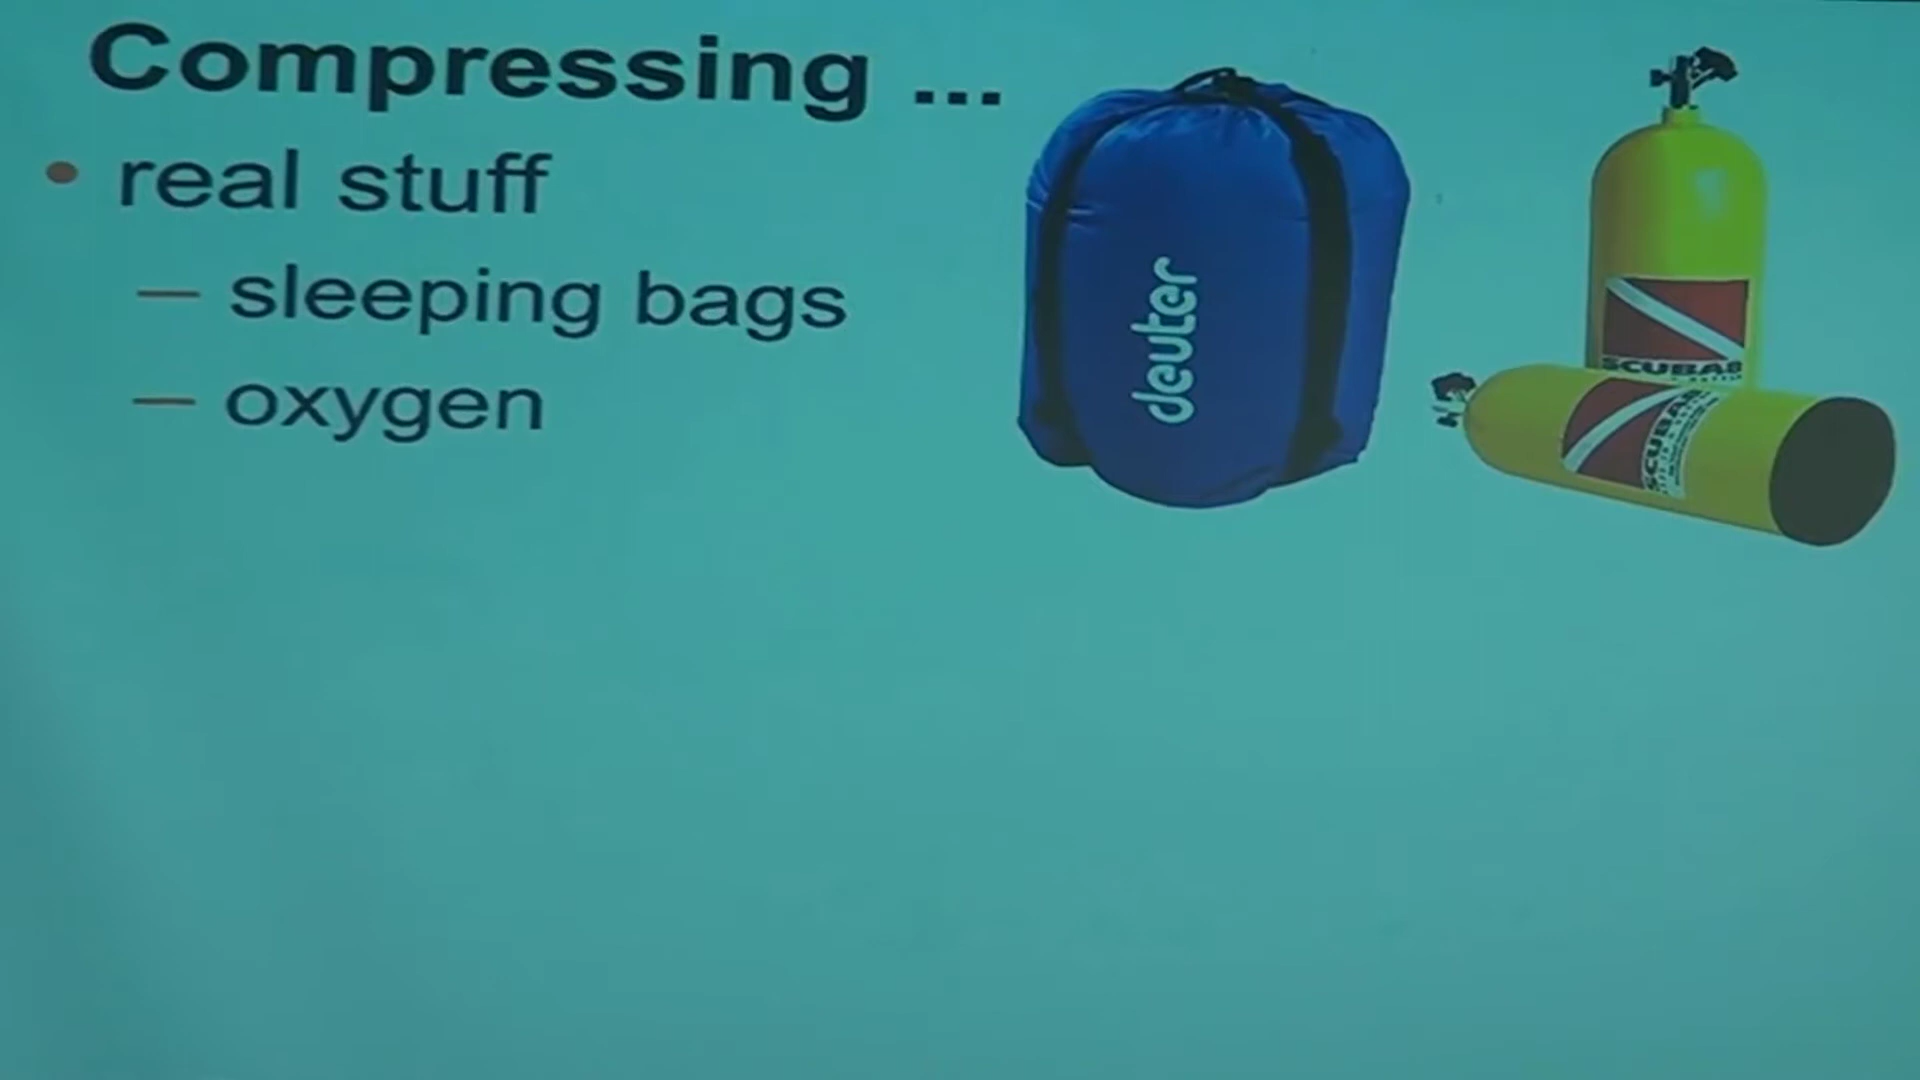 Compressing ...
• real stuff
– sleeping bags
– oxygen
deuter
SCUBA
SCUBA